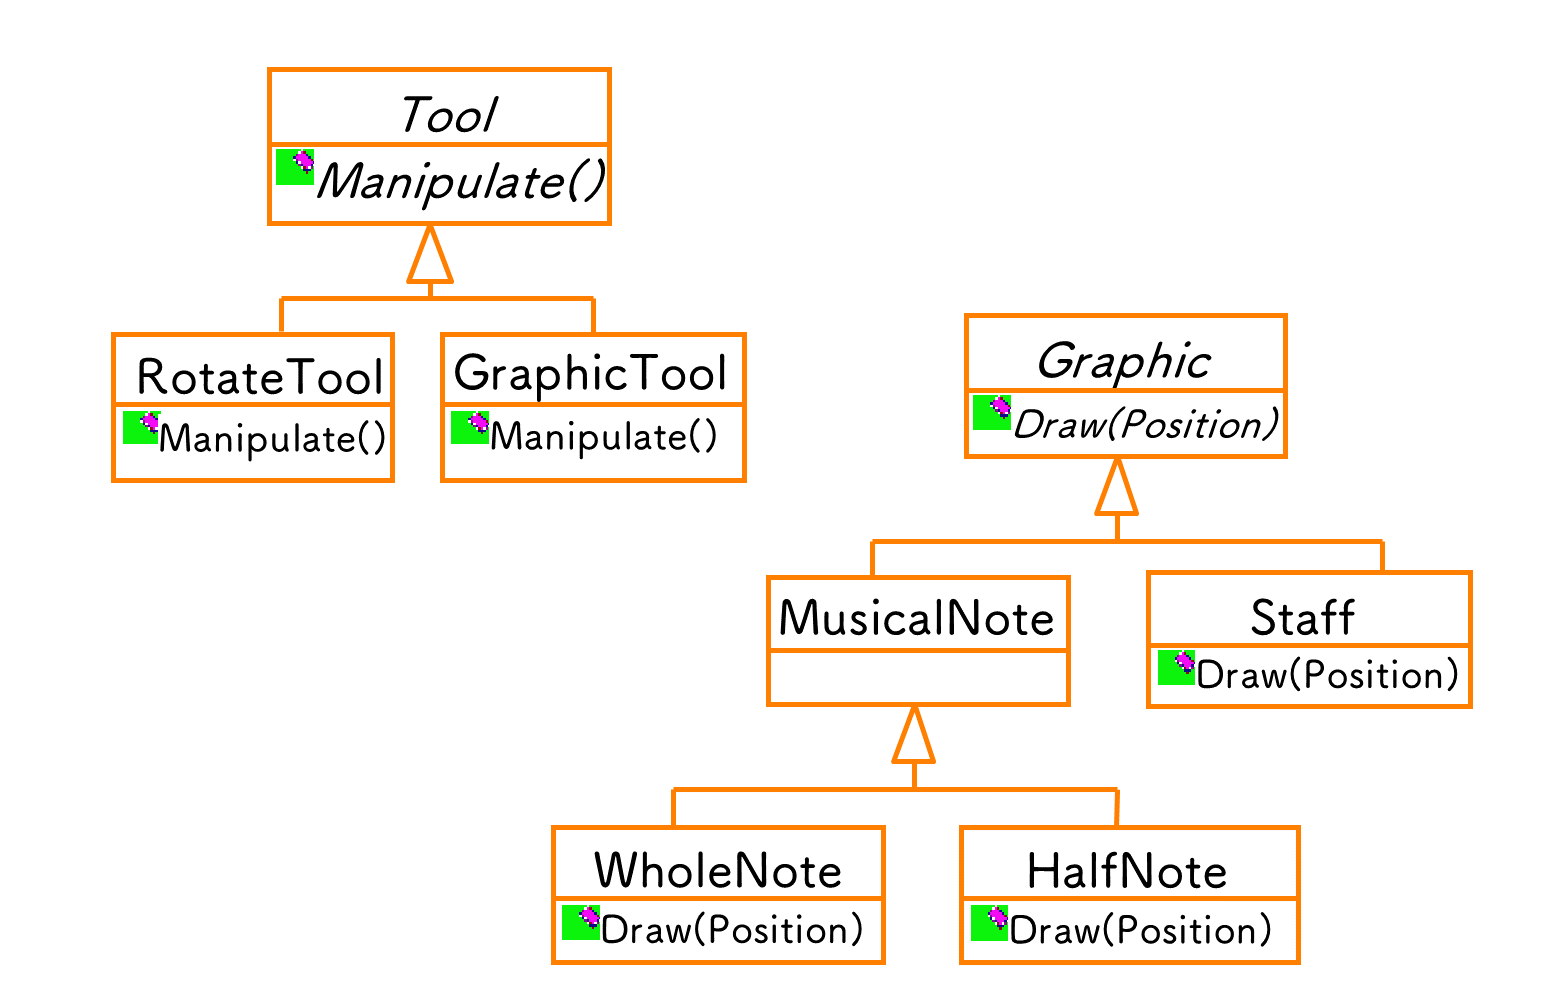 Tool
Manipulate()
RotateTool
Manipulate()
GraphicTool
Manipulate()
Graphic
Draw(Position)
MusicalNote
Staff
Draw(Position)
WholeNote
Draw(Position)
HalfNote
Draw(Position)